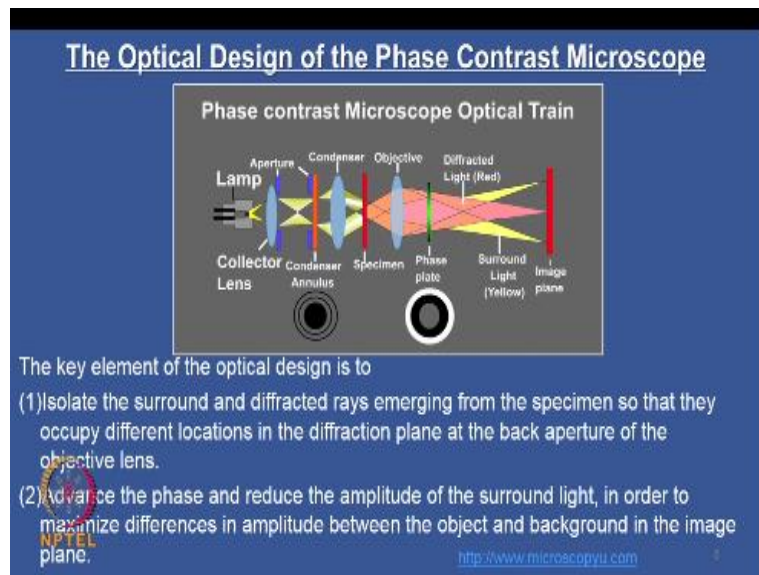 The Optical Design of the Phase Contrast Microscope
Phase contrast Microscope Optical Train
Aperture
Condenser
Objective
Diffracted
Light (Red)
Lamp
Collector
Lens
Condenser
Annulus
Specimen
Phase
plate
Surround
Light
(Yellow)
Image
plane
The key element of the optical design is to
(1)Isolate the surround and diffracted rays emerging from the specimen so that they
occupy different locations in the diffraction plane at the back aperture of the
objective lens.
(2)Advance the phase and reduce the amplitude of the surround light, in order to
maximize differences in amplitude between the object and background in the image
plane.
NPTEL
http://www.microscopyu.com